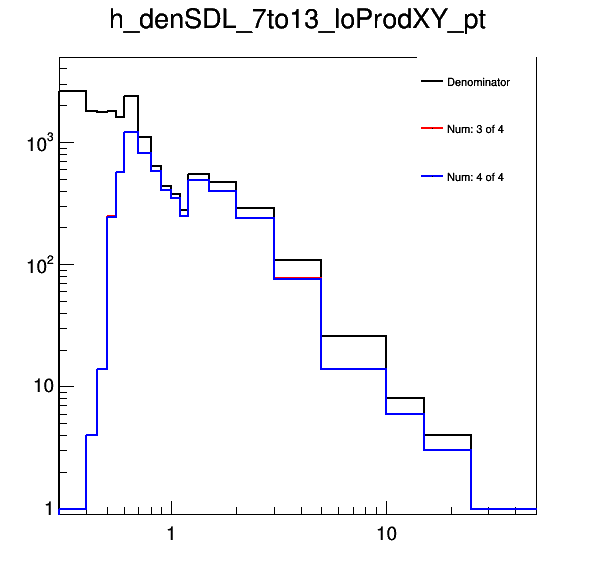 h_denSDL_7to13_loProdXY_pt
Denominator
Num: 3 of 4
Num: 4 of 4
10³
10²
10
1
1 10